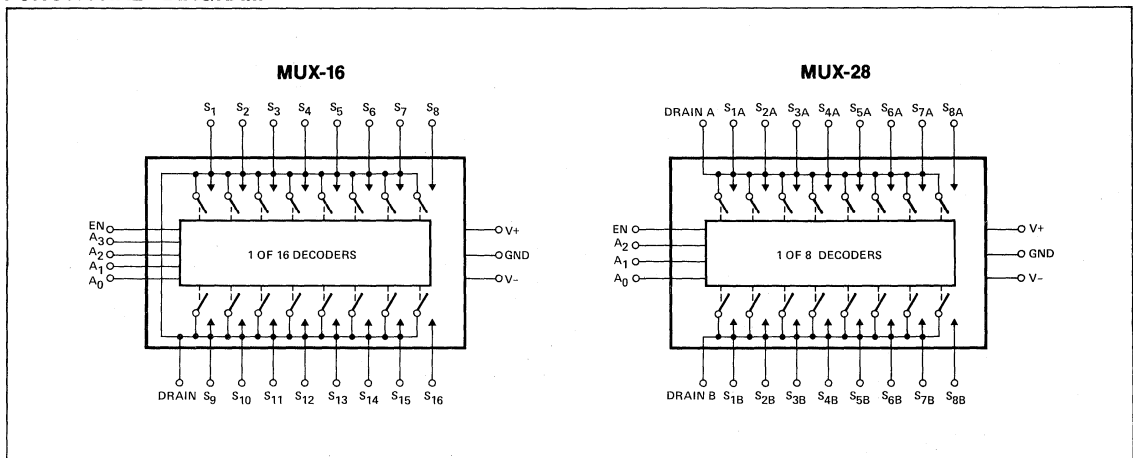 MUX-16
S1 S2 S3 S4 S5 S6 S7 S8
EN
A3
A2
A1
A0
1 OF 16 DECODERS
V+
GND
V−
DRAIN S9 S10 S11 S12 S13 S14 S15 S16
MUX-28
DRAIN A S1A S2A S3A S4A S5A S6A S7A S8A
EN
A2
A1
A0
1 OF 8 DECODERS
V+
GND
V−
DRAIN B S1B S2B S3B S4B S5B S6B S7B S8B